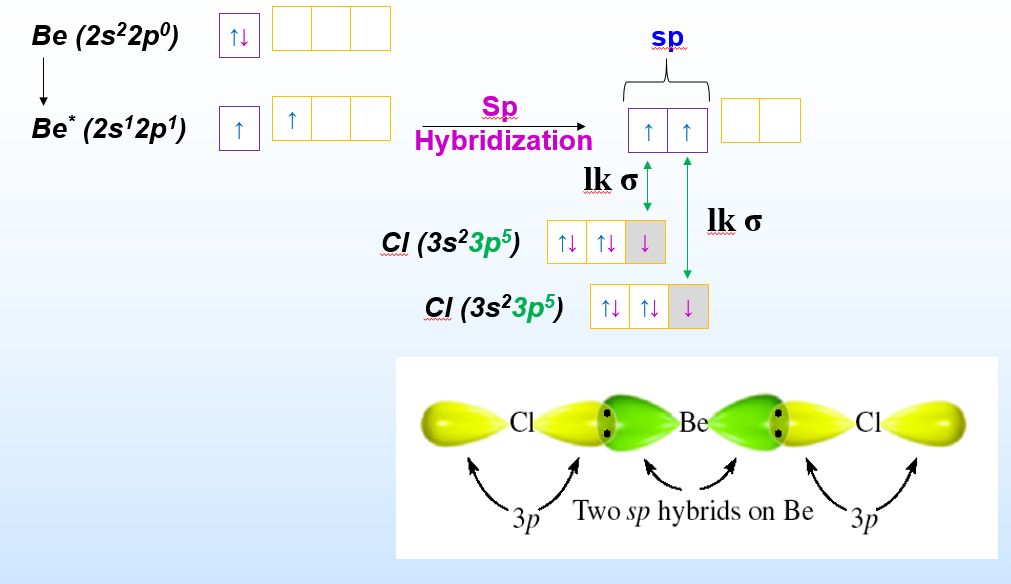 Be (2s²2p⁰) ↑↓
sp
Be* (2s¹2p¹) ↑ ↑
Sp
Hybridization
↑ ↑
lk σ
lk σ
Cl (3s²3p⁵) ↑↓ ↑↓ ↓
Cl (3s²3p⁵) ↑↓ ↑↓ ↓
Cl Be Cl
3p Two sp hybrids on Be 3p